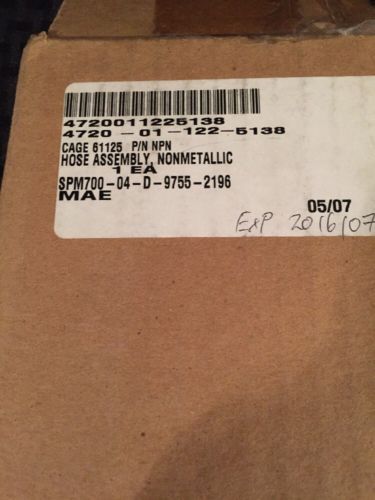 4720011225138
4720-01-122-5138
CAGE 61125 P/N NPN
HOSE ASSEMBLY, NONMETALLIC
1 EA
SPM700-04-D-9755-2196
MAE
05/07
Exp 2016/07